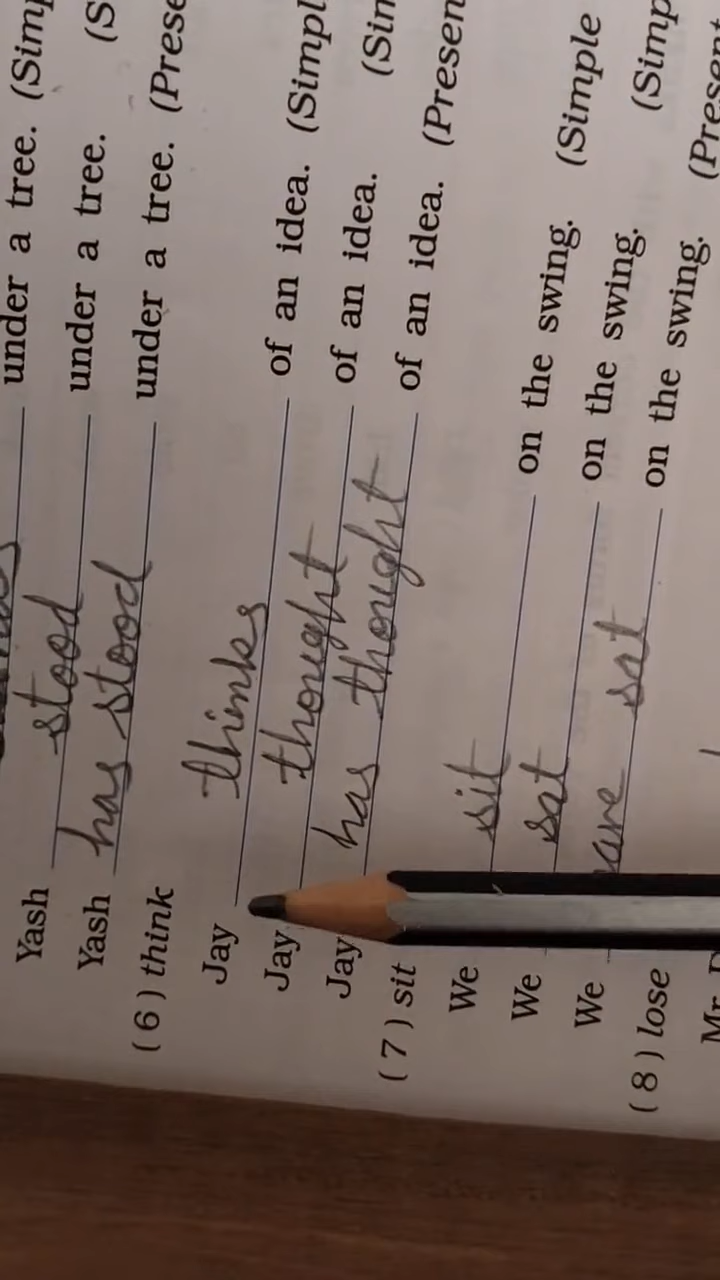 under a tree. (Simp
Yash stood under a tree. (S
Yash has stood under a tree. (Prese
( 6 ) think
Jay thinks of an idea. (Simpl
Jay thought of an idea. (Sim
Jay has thought of an idea. (Presen
( 7 ) sit
We sit on the swing. (Simple
We sat on the swing. (Simp
We sat on the swing. (Present
( 8 ) lose
Mr